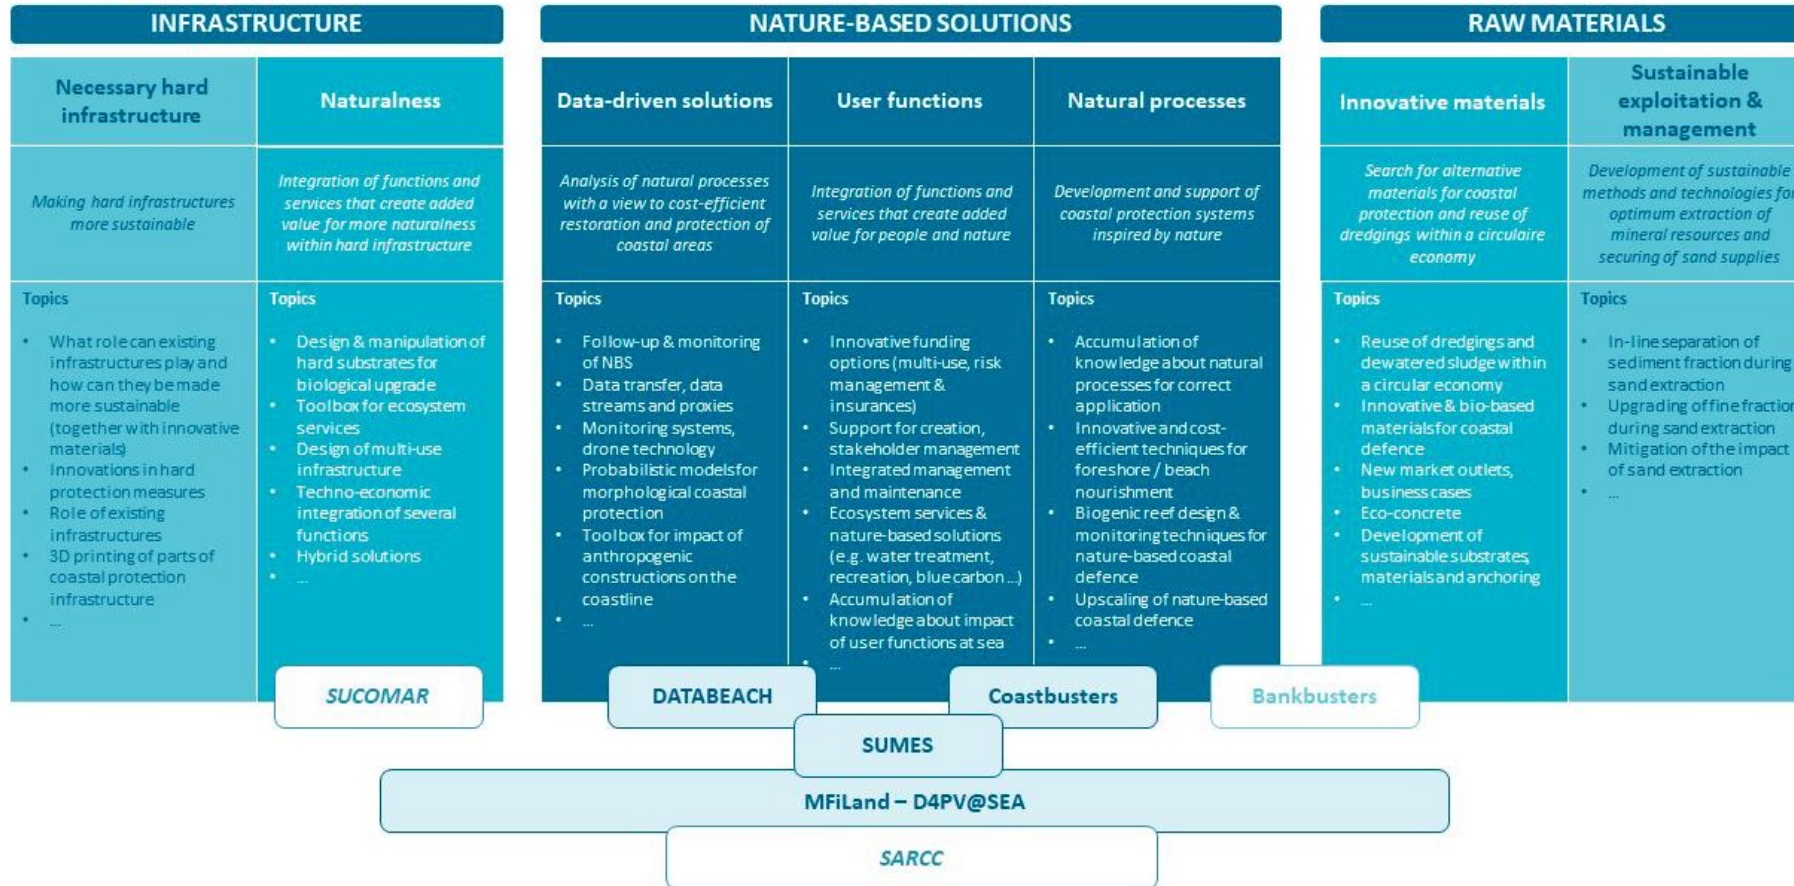 INFRASTRUCTURE
Necessary hard
infrastructure
Making hard infrastructures
more sustainable
Topics
• What role can existing
infrastructures play and
how can they be made
more sustainable
(together with innovative
materials)
• Innovations in hard
protection measures
• Role of existing
infrastructures
• 3D printing of parts of
coastal protection
infrastructure
• ...
Naturalness
Integration of functions and
services that create added
value for more naturalness
within hard infrastructure
Topics
• Design & manipulation of
hard substrates for
biological upgrade
• Toolbox for ecosystem
services
• Design of multi-use
infrastructure
• Techno-economic
integration of several
functions
• Hybrid solutions
• ...
NATURE-BASED SOLUTIONS
Data-driven solutions
Analysis of natural processes
with a view to cost-efficient
restoration and protection of
coastal areas
Topics
• Follow-up & monitoring
of NBS
• Data transfer, data
streams and proxies
• Monitoring systems,
drone technology
• Probabilistic models for
morphological coastal
protection
• Toolbox for impact of
anthropogenic
constructions on the
coastline
• ...
User functions
Integration of functions and
services that create added
value for people and nature
Topics
• Innovative funding
options (multi-use, risk
management &
insurances)
• Support for creation,
stakeholder management
• Integrated management
and maintenance
• Ecosystem services &
nature-based solutions
(e.g. water treatment,
recreation, blue carbon ...)
• Accumulation of
knowledge about impact
of user functions at sea
• ...
Natural processes
Development and support of
coastal protection systems
inspired by nature
Topics
• Accumulation of
knowledge about natural
processes for correct
application
• Innovative and cost-
efficient techniques for
foreshore / beach
nourishment
• Biogenic reef design &
monitoring techniques for
nature-based coastal
defence
• Upscaling of nature-based
coastal defence
• ...
RAW MATERIALS
Innovative materials
Search for alternative
materials for coastal
protection and reuse of
dredgings within a circulaire
economy
Topics
• Reuse of dredgings and
dewatered sludge within
a circular economy
• Innovative & bio-based
materials for coastal
defence
• New market outlets,
business cases
• Eco-concrete
• Development of
sustainable substrates,
materials and anchoring
• ...
Sustainable
exploitation &
management
Development of sustainable
methods and technologies for
optimum extraction of
mineral resources and
securing of sand supplies
Topics
• In-line separation of
sediment fraction during
sand extraction
• Upgrading of fine fraction
during sand extraction
• Mitigation of the impact
of sand extraction
• ...
SUCOMAR
DATABEACH
Coastbusters
Bankbusters
SUMES
MFiLand – D4PV@SEA
SARCC